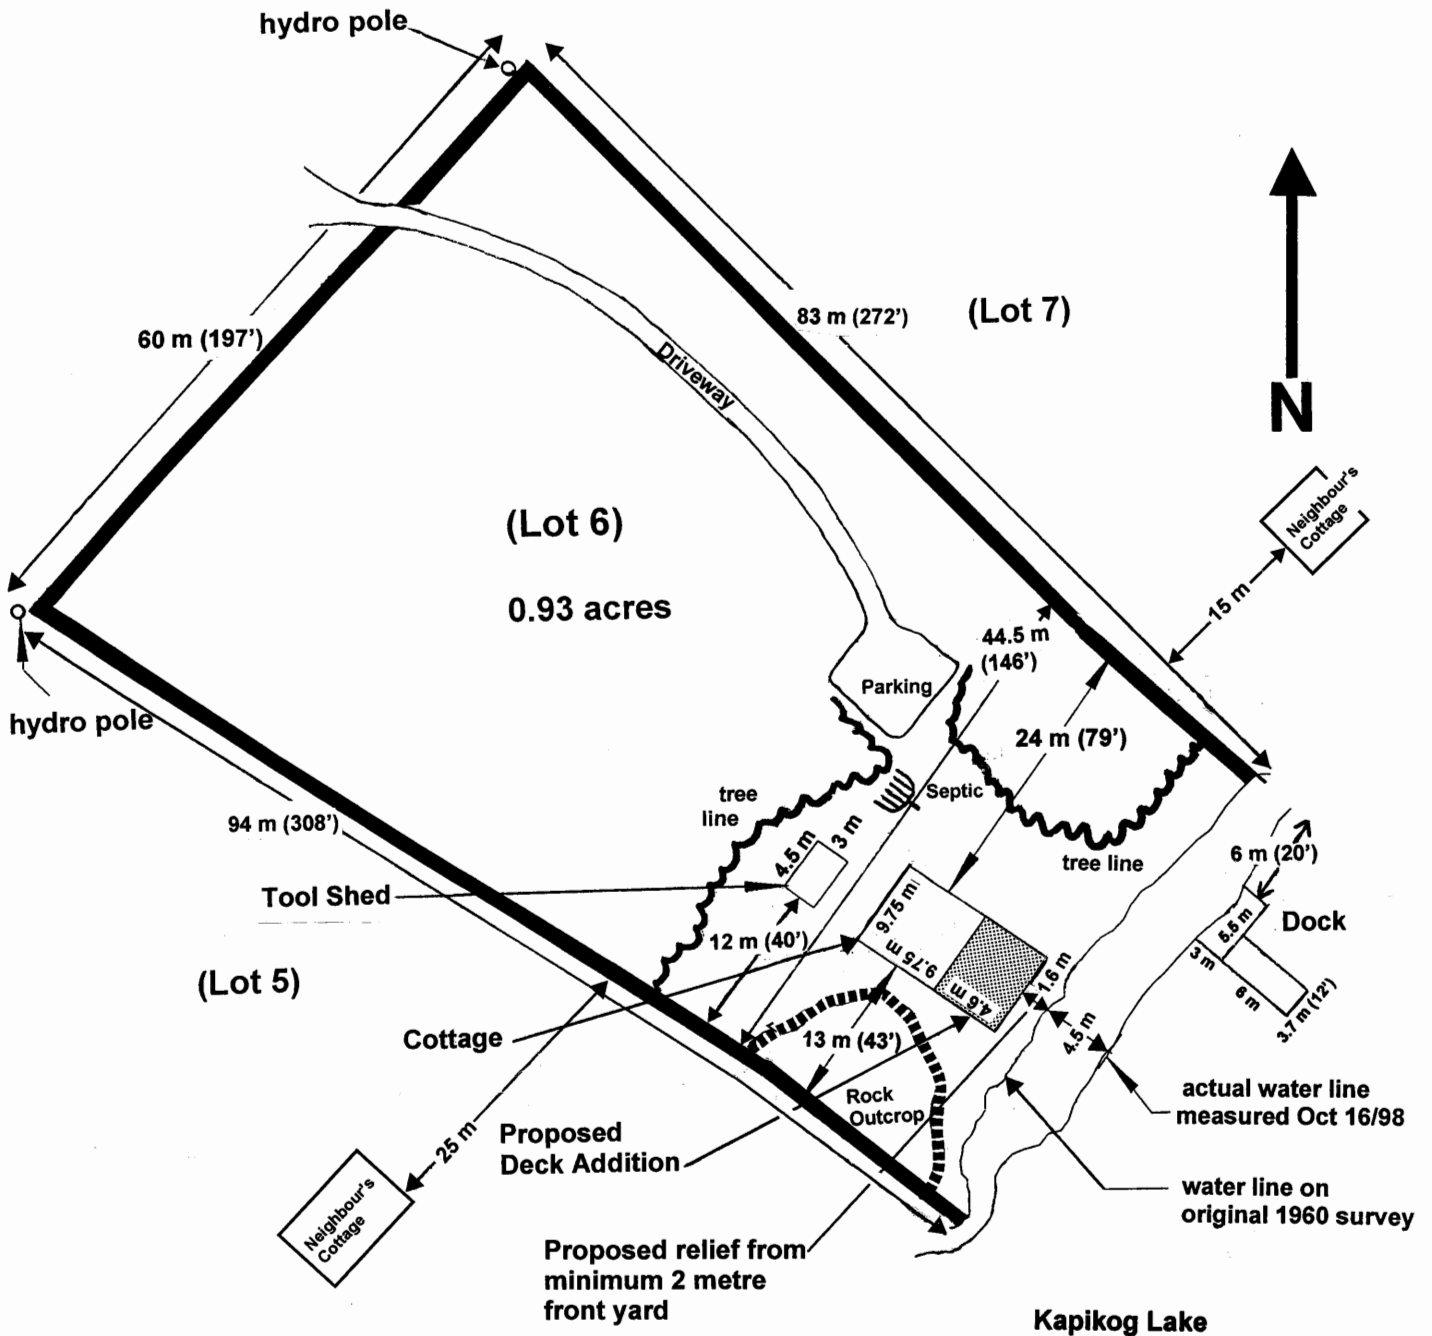 hydro pole
60 m (197')
83 m (272')
(Lot 7)
N
Driveway
(Lot 6)
0.93 acres
Neighbour's
Cottage
15 m
44.5 m
(146')
Parking
hydro pole
24 m (79')
Septic
tree
line
94 m (308')
4.5 m
3 m
tree line
6 m (20')
Tool Shed
9.75 m
9.75 m
4.6 m
5.5 m
Dock
3 m
6 m
3.7 m (12')
12 m (40')
(Lot 5)
1.6 m
4.5 m
Cottage
13 m (43')
Rock
Outcrop
actual water line
measured Oct 16/98
25 m
Proposed
Deck Addition
water line on
original 1960 survey
Neighbour's
Cottage
Proposed relief from
minimum 2 metre
front yard
Kapikog Lake